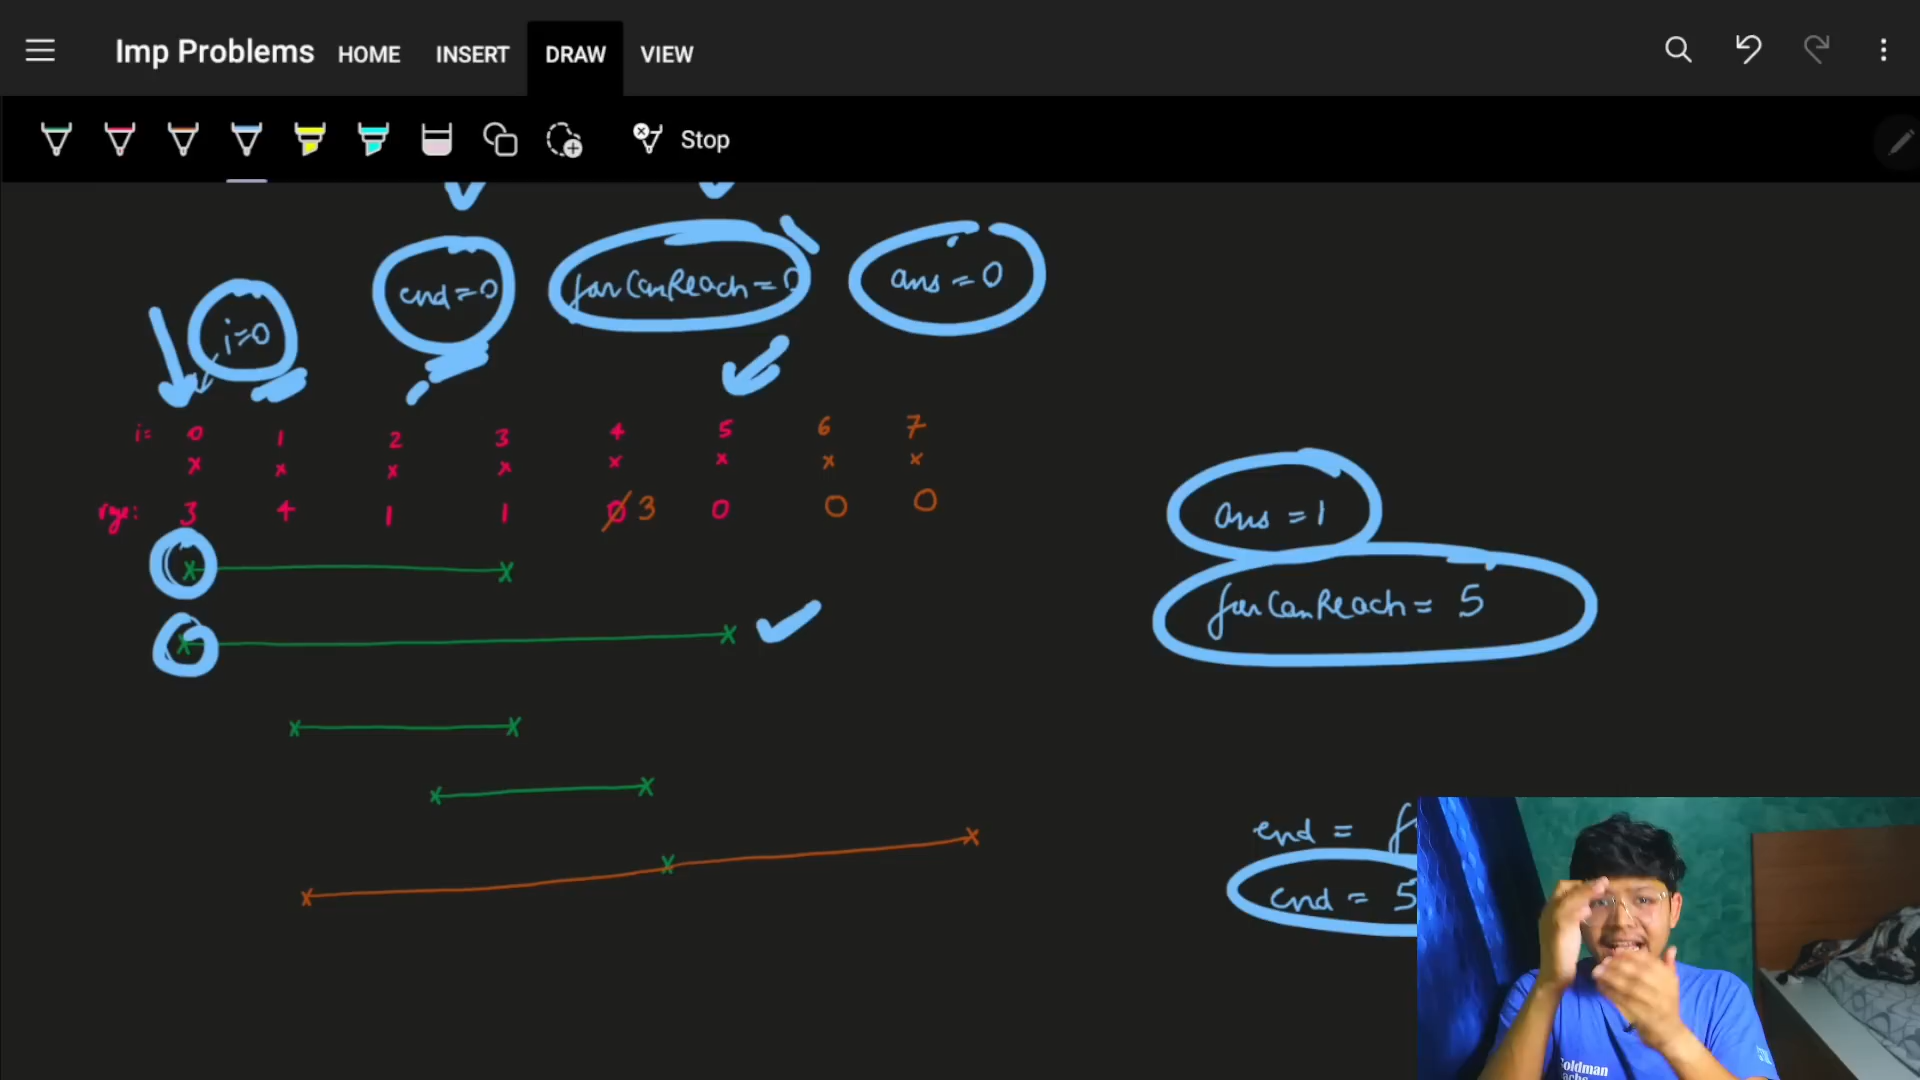 Imp Problems HOME INSERT DRAW VIEW
Stop
end=0 farCanReach=0 ans=0
i=0
i= 0 1 2 3 4 5 6 7
x x x x x x x x
rge: 3 4 1 1 0 3 0 0 0
ans = 1
farCanReach = 5
end = f
end = 5
Goldman